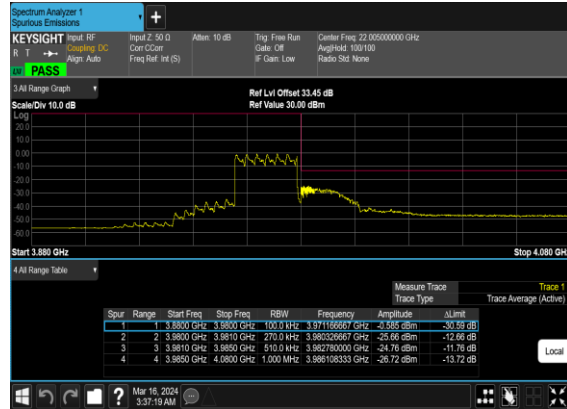 Spectrum Analyzer 1
Spurious Emissions
KEYSIGHT Input: RF Input Z: 50 Ω Atten: 10 dB Trig: Free Run Center Freq: 22.005000000 GHz
R T Coupling: DC Corr CCorr Gate: Off Avg|Hold: 100/100
Align: Auto Freq Ref: Int (S) IF Gain: Low Radio Std: None
PASS
3 All Range Graph
Ref Lvl Offset 33.45 dB
Scale/Div 10.0 dB Ref Value 30.00 dBm
Log
20.0
10.0
0.00
-10.0
-20.0
-30.0
-40.0
-50.0
-60.0
Start 3.880 GHz Stop 4.080 GH
4 All Range Table
Measure Trace Trace 1
Trace Type Trace Average (Active)
Spur Range Start Freq Stop Freq RBW Frequency Amplitude ΔLimit
1 1 3.8800 GHz 3.9800 GHz 100.0 kHz 3.971166667 GHz -0.585 dBm -30.59 dB
2 2 3.9800 GHz 3.9810 GHz 270.0 kHz 3.980326667 GHz -25.66 dBm -12.66 dB
3 3 3.9810 GHz 3.9850 GHz 510.0 kHz 3.982780000 GHz -24.76 dBm -11.76 dB
4 4 3.9850 GHz 4.0800 GHz 1.000 MHz 3.986108333 GHz -26.72 dBm -13.72 dB
Local
Mar 16, 2024
3:37:19 AM